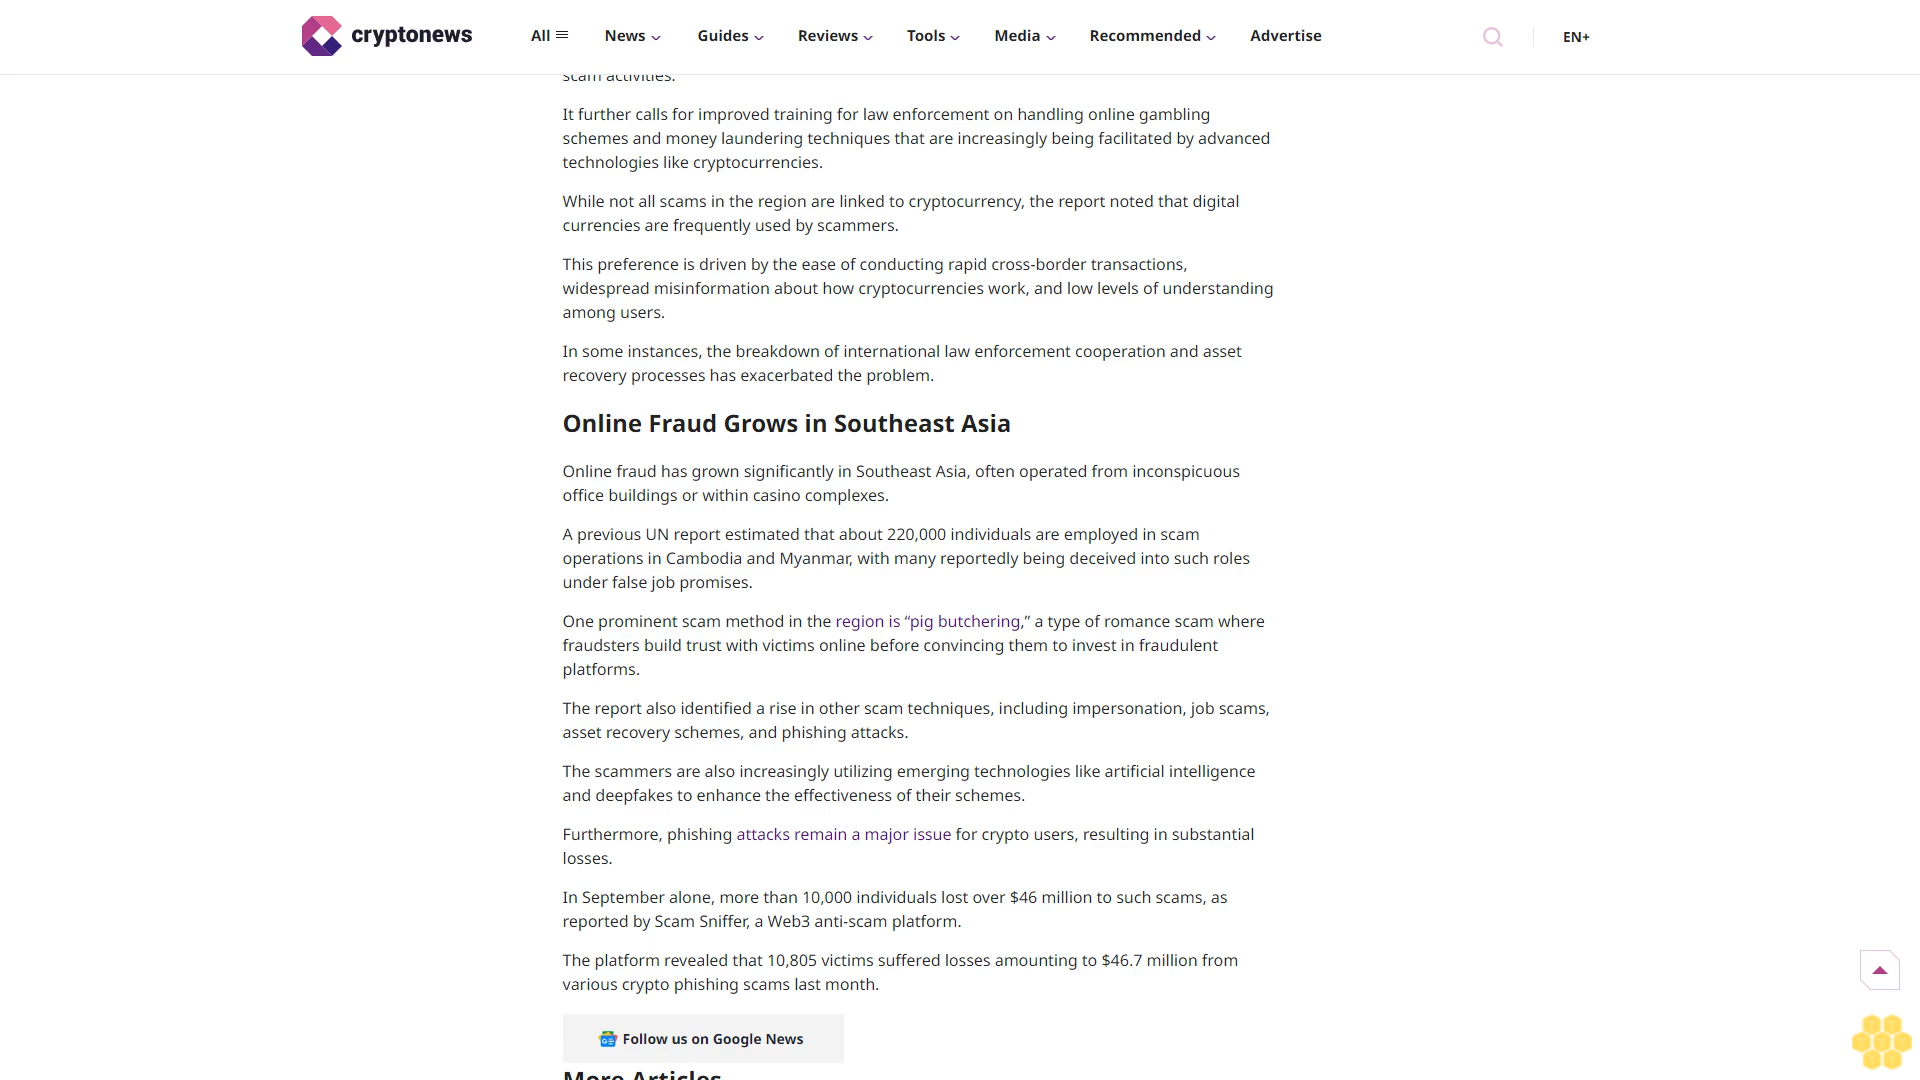 cryptonews
All
News
Guides
Reviews
Tools
Media
Recommended
Advertise
EN+
scam activities.
It further calls for improved training for law enforcement on handling online gambling
schemes and money laundering techniques that are increasingly being facilitated by advanced
technologies like cryptocurrencies.
While not all scams in the region are linked to cryptocurrency, the report noted that digital
currencies are frequently used by scammers.
This preference is driven by the ease of conducting rapid cross-border transactions,
widespread misinformation about how cryptocurrencies work, and low levels of understanding
among users.
In some instances, the breakdown of international law enforcement cooperation and asset
recovery processes has exacerbated the problem.
Online Fraud Grows in Southeast Asia
Online fraud has grown significantly in Southeast Asia, often operated from inconspicuous
office buildings or within casino complexes.
A previous UN report estimated that about 220,000 individuals are employed in scam
operations in Cambodia and Myanmar, with many reportedly being deceived into such roles
under false job promises.
One prominent scam method in the region is “pig butchering,” a type of romance scam where
fraudsters build trust with victims online before convincing them to invest in fraudulent
platforms.
The report also identified a rise in other scam techniques, including impersonation, job scams,
asset recovery schemes, and phishing attacks.
The scammers are also increasingly utilizing emerging technologies like artificial intelligence
and deepfakes to enhance the effectiveness of their schemes.
Furthermore, phishing attacks remain a major issue for crypto users, resulting in substantial
losses.
In September alone, more than 10,000 individuals lost over $46 million to such scams, as
reported by Scam Sniffer, a Web3 anti-scam platform.
The platform revealed that 10,805 victims suffered losses amounting to $46.7 million from
various crypto phishing scams last month.
Follow us on Google News
More Articles